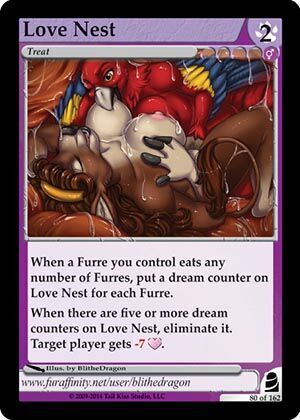 Love Nest
2
Treat
When a Furre you control eats any
number of Furres, put a dream counter on
Love Nest for each Furre.
When there are five or more dream
counters on Love Nest, eliminate it.
Target player gets -7
Illus. by BlitheDragon
www.furaffinity.net/user/blithedragon
© 2009-2014 Tail Kiss Studio, LLC
80 of 162